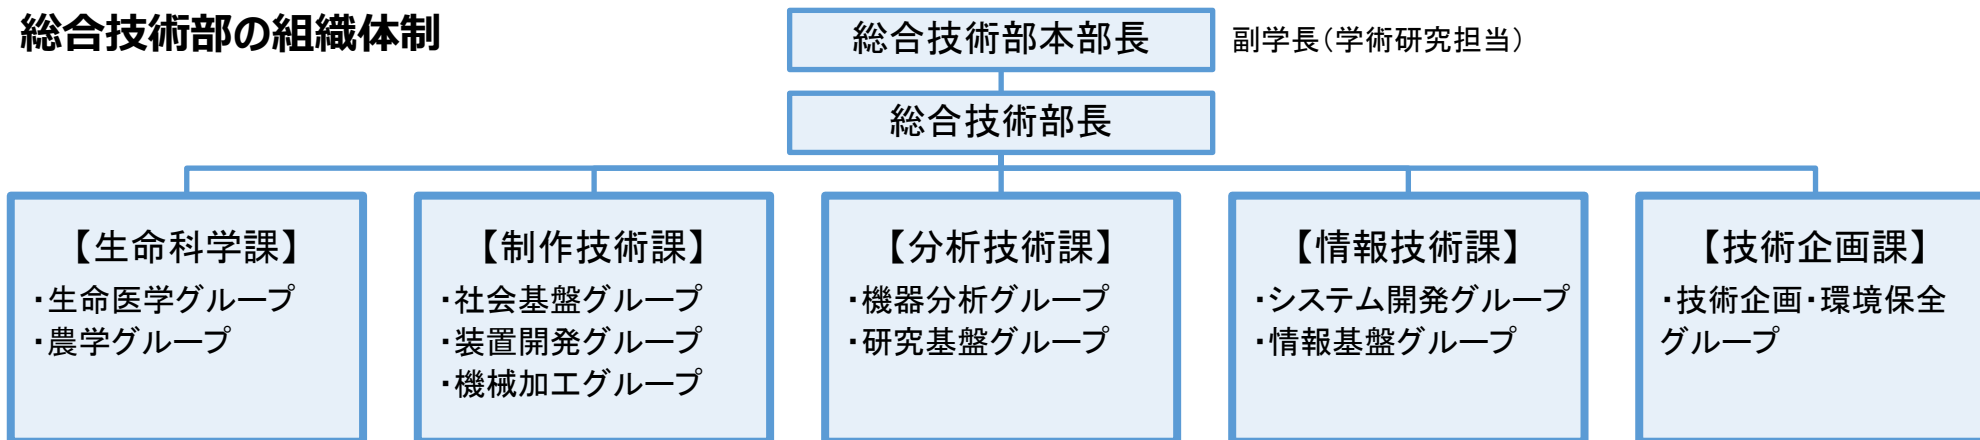 総合技術部の組織体制
総合技術部本部長
副学長（学術研究担当）
総合技術部長
【生命科学課】
・生命医学グループ
・農学グループ
【制作技術課】
・社会基盤グループ
・装置開発グループ
・機械加工グループ
【分析技術課】
・機器分析グループ
・研究基盤グループ
【情報技術課】
・システム開発グループ
・情報基盤グループ
【技術企画課】
・技術企画・環境保全
グループ